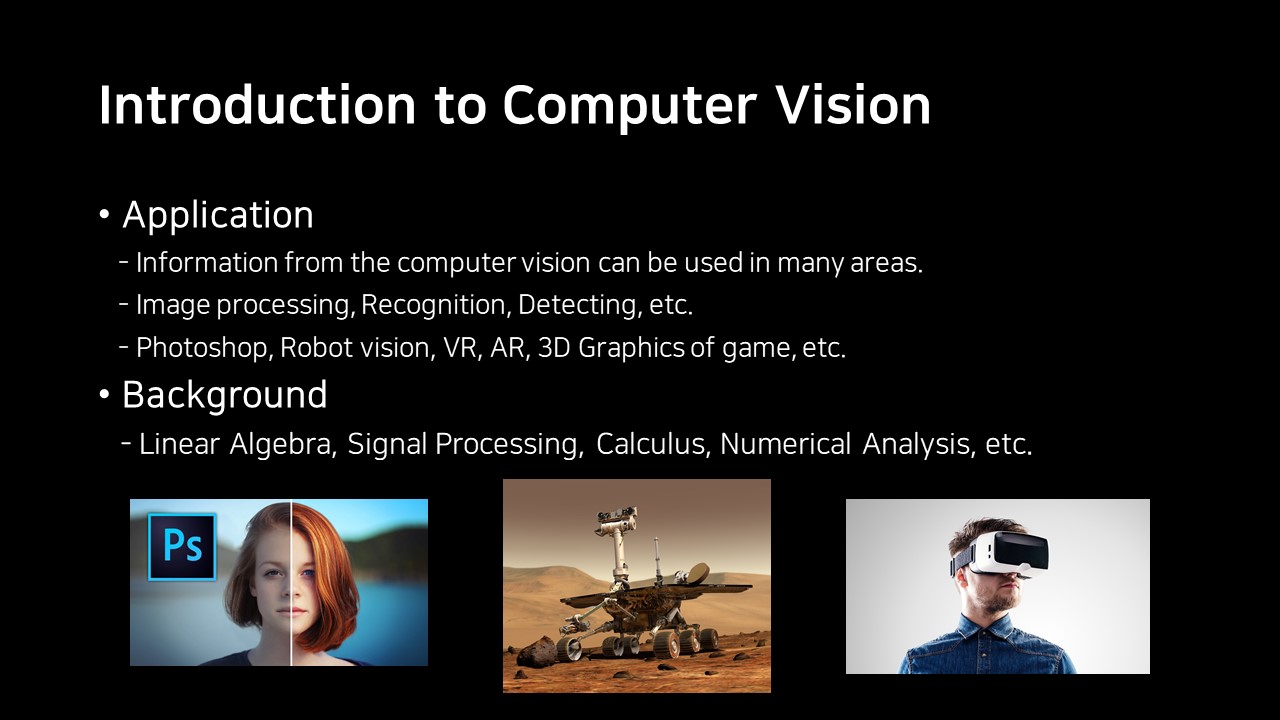 Introduction to Computer Vision
• Application
- Information from the computer vision can be used in many areas.
- Image processing, Recognition, Detecting, etc.
- Photoshop, Robot vision, VR, AR, 3D Graphics of game, etc.
• Background
- Linear Algebra, Signal Processing, Calculus, Numerical Analysis, etc.
Ps